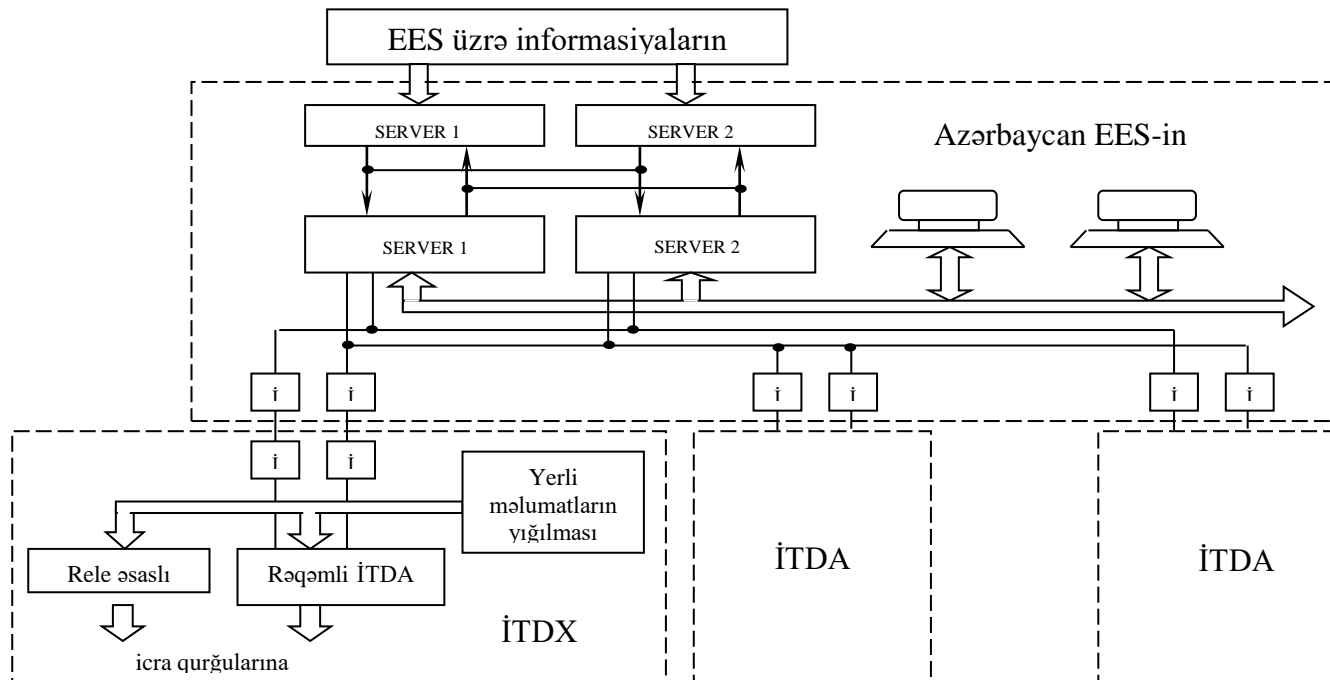 EES üzrə informasiyaların
SERVER 1
SERVER 2
Azərbaycan EES-in
SERVER 1
SERVER 2
İ
İ
İ
İ
İ
İ
İ
İ
Yerli
məlumatların
yığılması
Rele əsaslı
Rəqəmli İTDA
İTDA
İTDA
İTDX
icra qurğularına